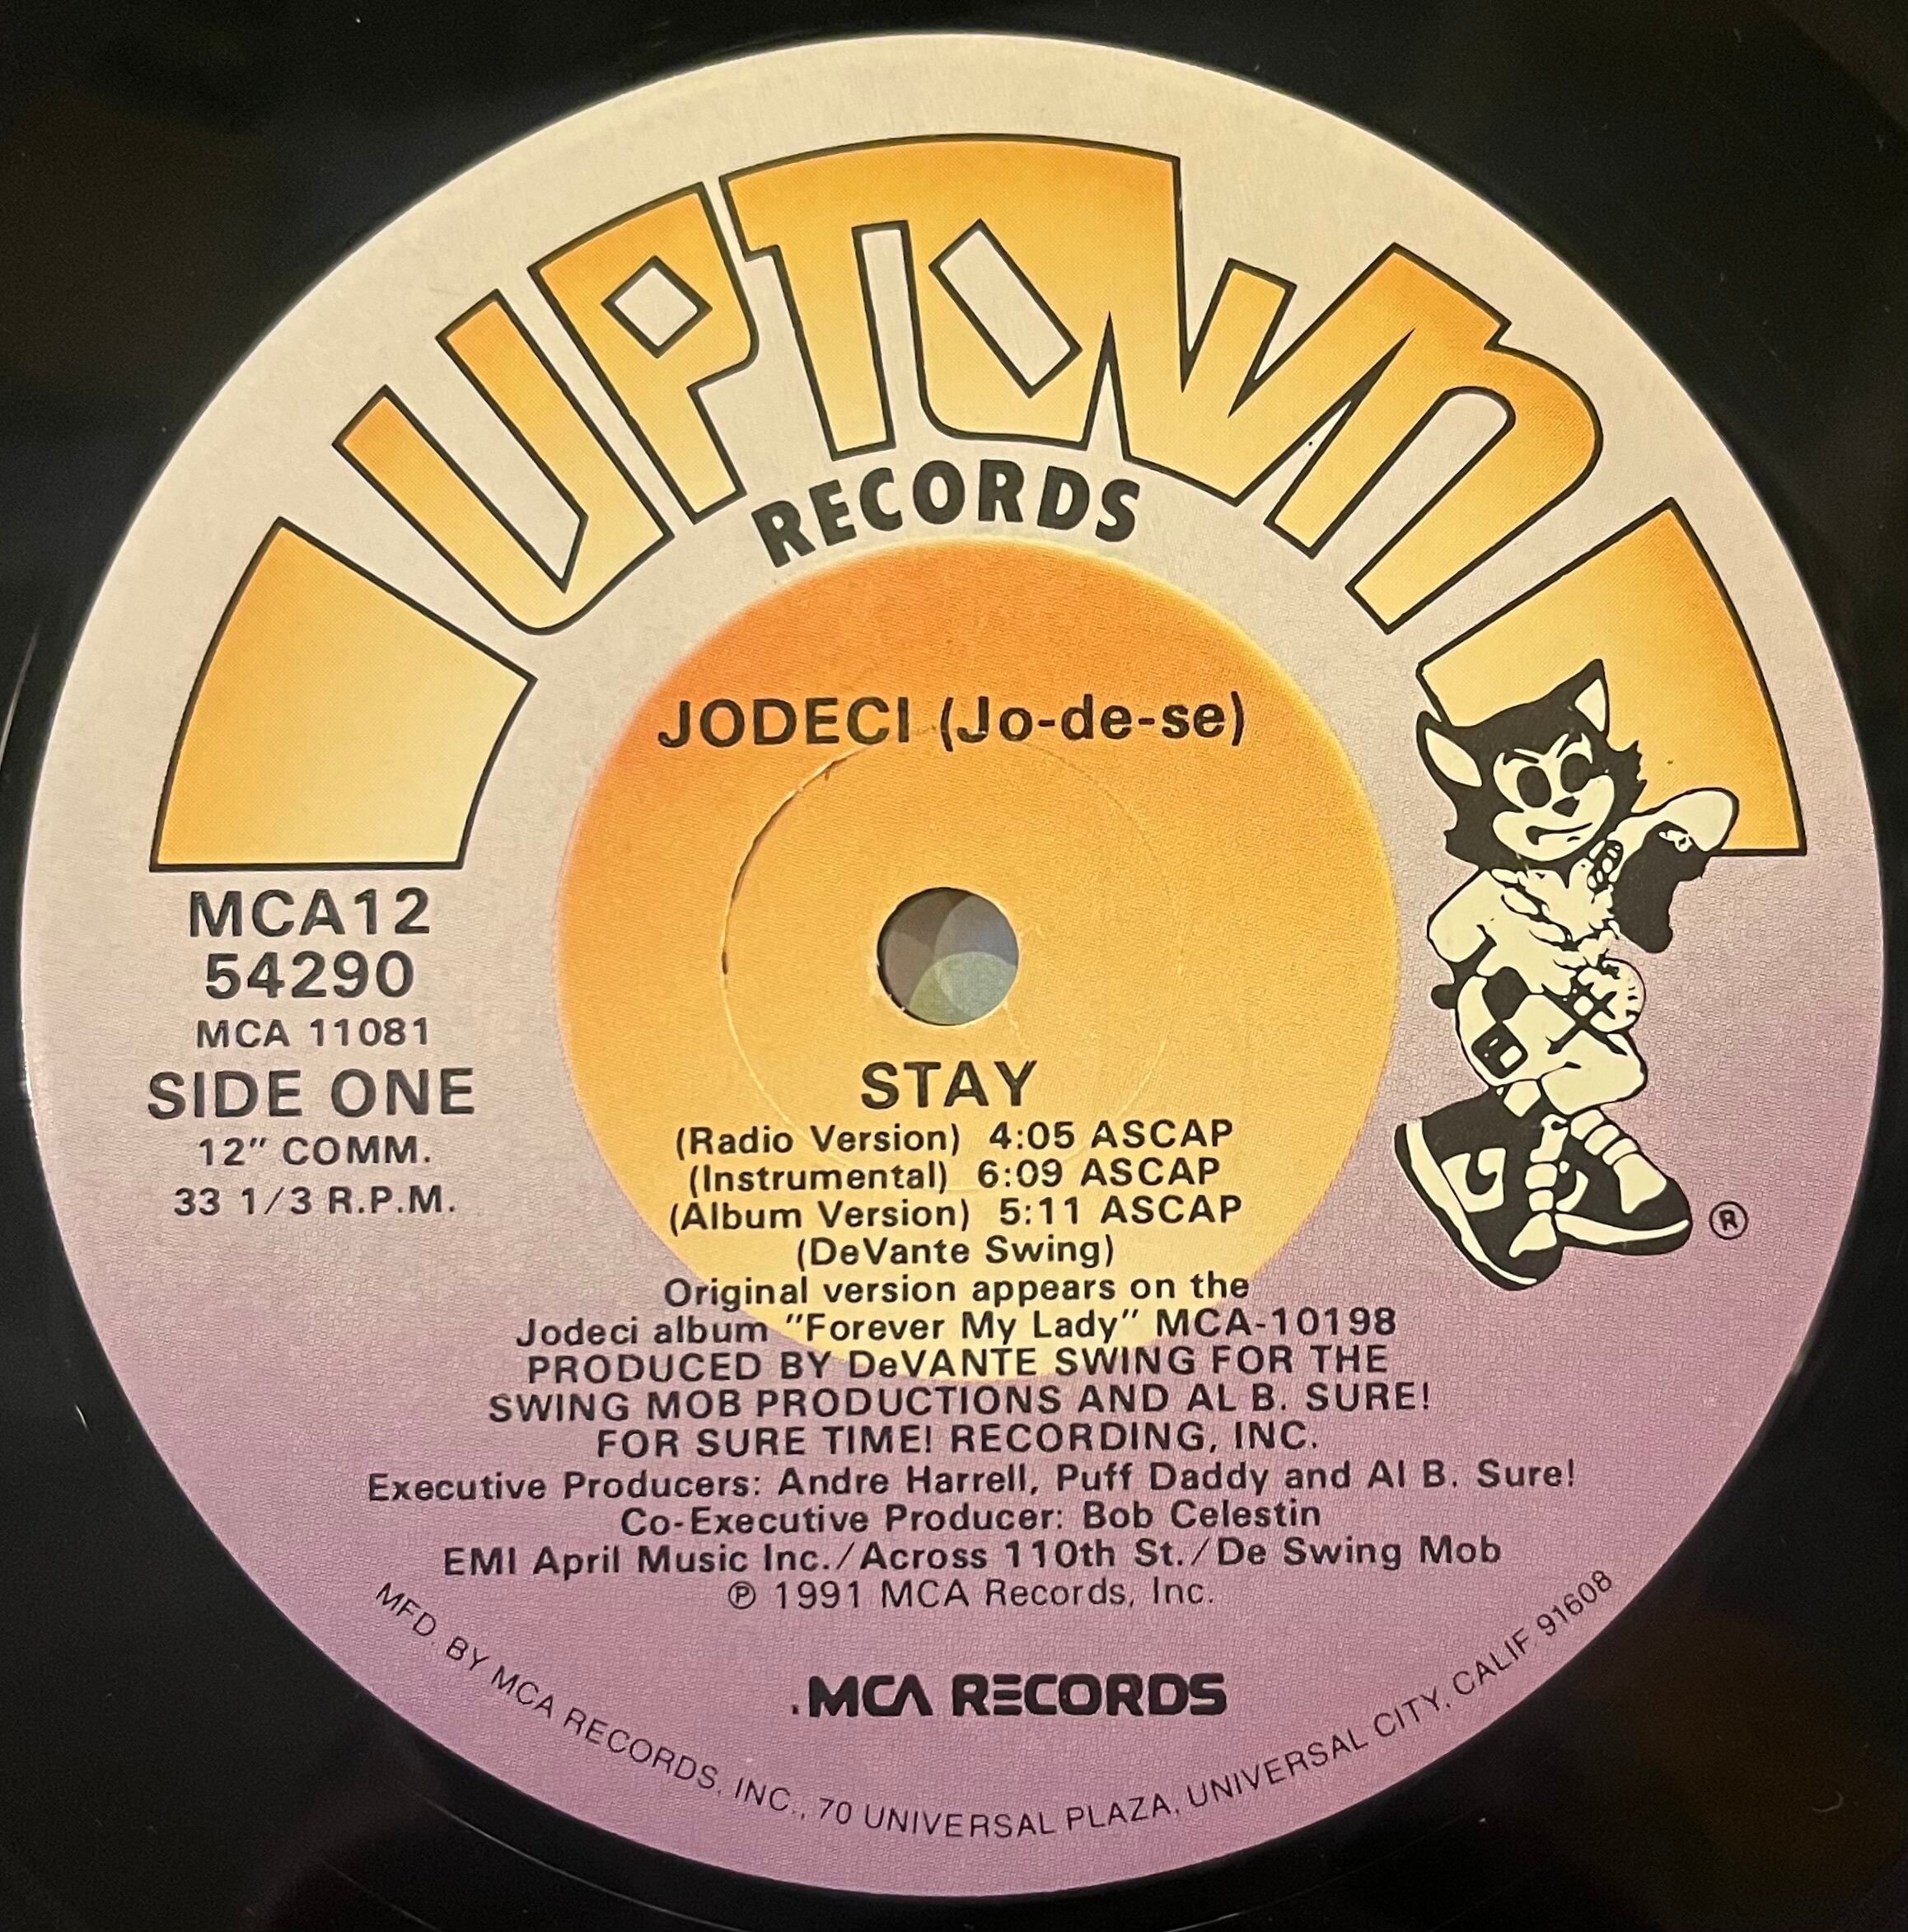 UPTOWN
RECORDS
JODECI (Jo-de-se)
MCA12
54290
MCA 11081
SIDE ONE
12" COMM.
33 1/3 R.P.M.
STAY
(Radio Version) 4:05 ASCAP
(Instrumental) 6:09 ASCAP
(Album Version) 5:11 ASCAP
(DeVante Swing)
Original version appears on the
Jodeci album "Forever My Lady" MCA-10198
PRODUCED BY DeVANTE SWING FOR THE
SWING MOB PRODUCTIONS AND AL B. SURE!
FOR SURE TIME! RECORDING, INC.
Executive Producers: Andre Harrell, Puff Daddy and Al B. Sure!
Co-Executive Producer: Bob Celestin
EMI April Music Inc./Across 110th St./De Swing Mob
℗ 1991 MCA Records, Inc.
®
MCA RECORDS
MFD. BY MCA RECORDS, INC., 70 UNIVERSAL PLAZA, UNIVERSAL CITY, CALIF 91608